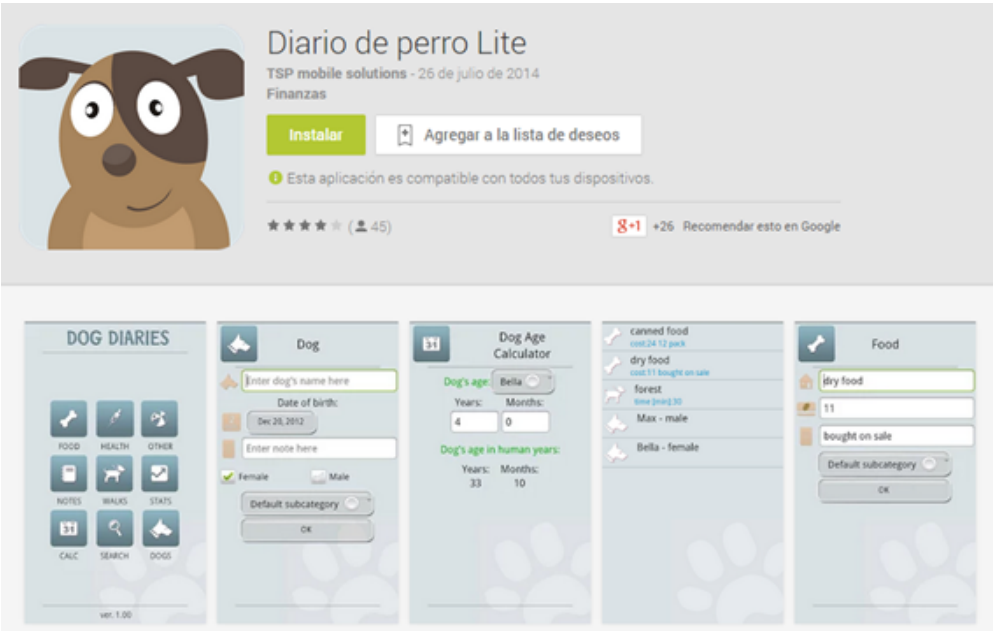 Diario de perro Lite
TSP mobile solutions - 26 de julio de 2014
Finanzas
Instalar
Agregar a la lista de deseos
Esta aplicación es compatible con todos tus dispositivos.
(45)
g+1 +26 Recomendar esto en Google
DOG DIARIES
FOOD HEALTH OTHER
NOTES WALKS STATS
31
CALC SEARCH DOGS
ver. 1.00
Dog
Enter dog's name here
Date of birth:
Dec 20, 2012
Enter note here
Female Male
Default subcategory
OK
31
Dog Age
Calculator
Dog's age: Bella
Years: Months:
4 0
Dog's age in human years:
Years: Months:
33 10
canned food
cost:24 12 pack
dry food
cost:11 bought on sale
forest
time [min]:30
Max - male
Bella - female
Food
dry food
11
bought on sale
Default subcategory
OK